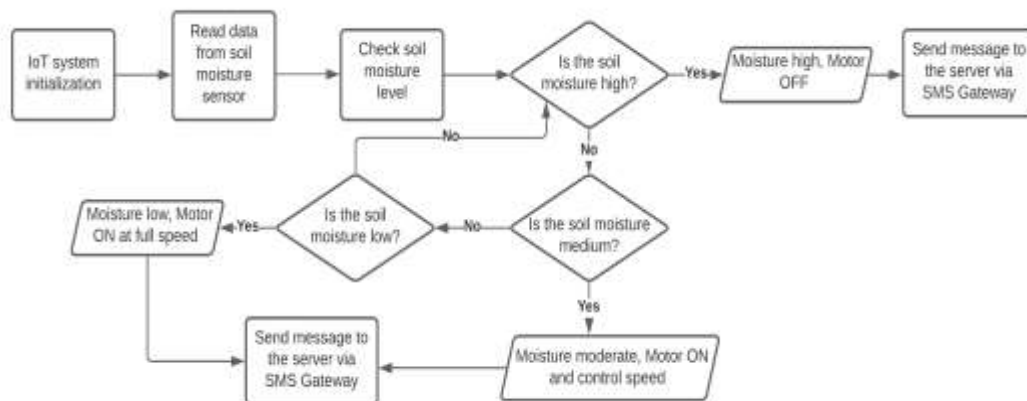 IoT system
initialization
Read data
from soil
moisture
sensor
Check soil
moisture
level
Is the soil
moisture high?
Yes
Moisture high, Motor
OFF
Send message to
the server via
SMS Gateway
No
No
Is the soil moisture
medium?
No
Is the soil
moisture low?
Yes
Moisture low, Motor
ON at full speed
Yes
Moisture moderate, Motor ON
and control speed
Send message to
the server via
SMS Gateway